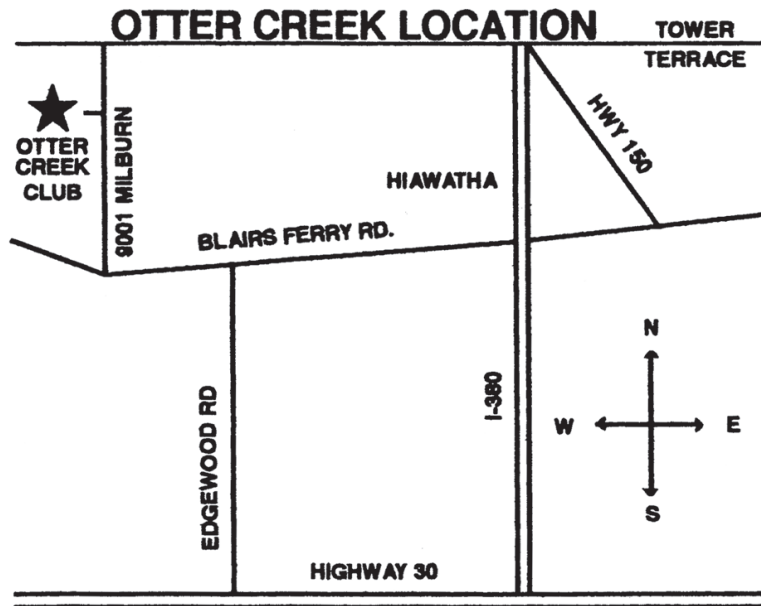 OTTER CREEK LOCATION
TOWER
TERRACE
OTTER
CREEK
CLUB
9001 MILBURN
HIAWATHA
HWY 150
BLAIRS FERRY RD.
EDGEWOOD RD
I-380
N
W
E
S
HIGHWAY 30